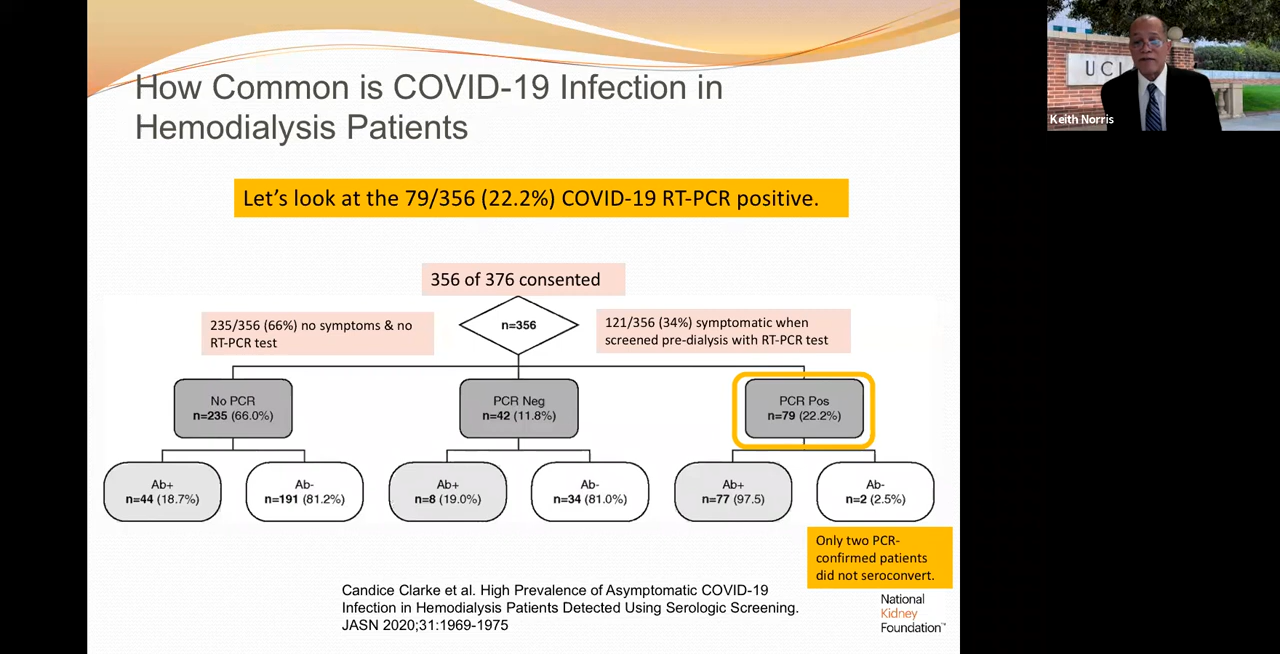 How Common is COVID-19 Infection in
Hemodialysis Patients
Let's look at the 79/356 (22.2%) COVID-19 RT-PCR positive.
356 of 376 consented
235/356 (66%) no symptoms & no
RT-PCR test
n=356
121/356 (34%) symptomatic when
screened pre-dialysis with RT-PCR test
No PCR
n=235 (66.0%)
PCR Neg
n=42 (11.8%)
PCR Pos
n=79 (22.2%)
Ab+
n=44 (18.7%)
Ab-
n=191 (81.2%)
Ab+
n=8 (19.0%)
Ab-
n=34 (81.0%)
Ab+
n=77 (97.5)
Ab-
n=2 (2.5%)
Only two PCR-
confirmed patients
did not seroconvert.
Candice Clarke et al. High Prevalence of Asymptomatic COVID-19
Infection in Hemodialysis Patients Detected Using Serologic Screening.
JASN 2020;31:1969-1975
National
Kidney
Foundation™
UCL
Keith Norris